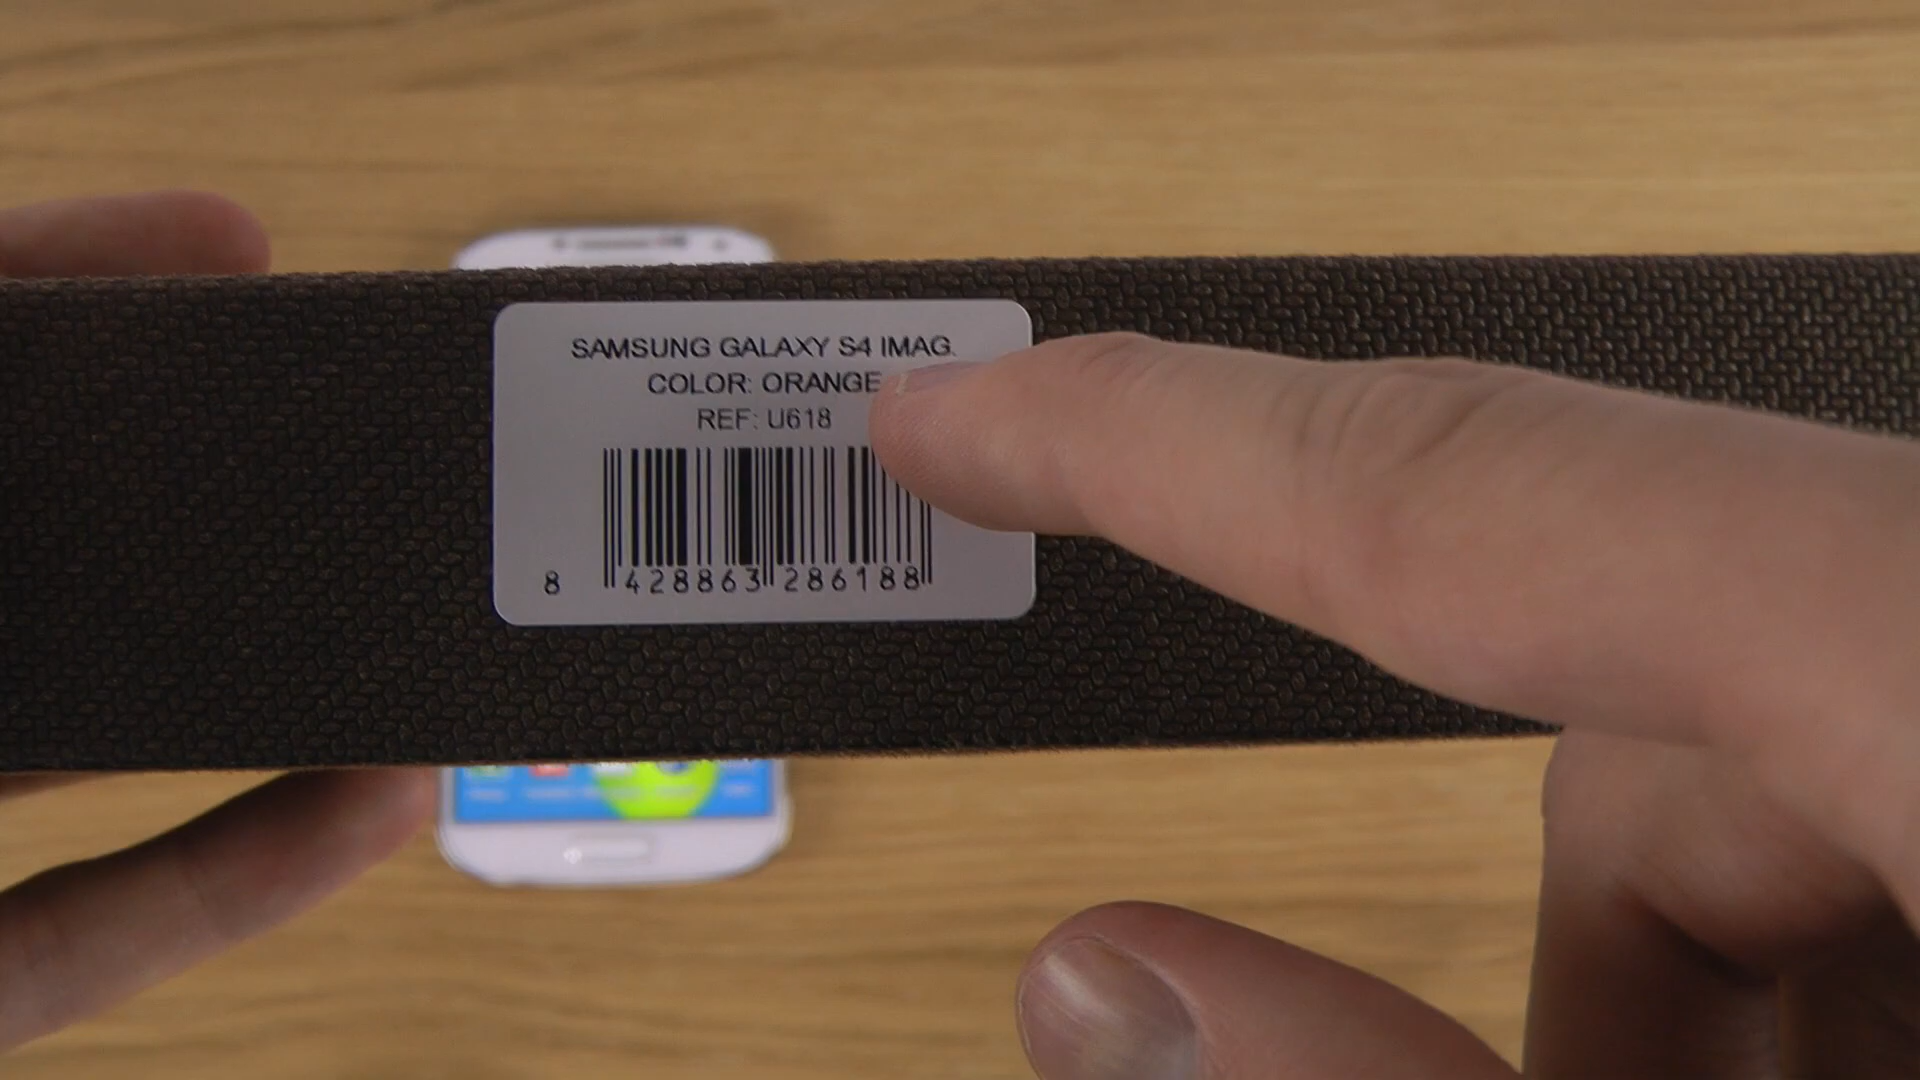 SAMSUNG GALAXY S4 IMAG.
COLOR: ORANGE
REF: U618
8 428863 286188